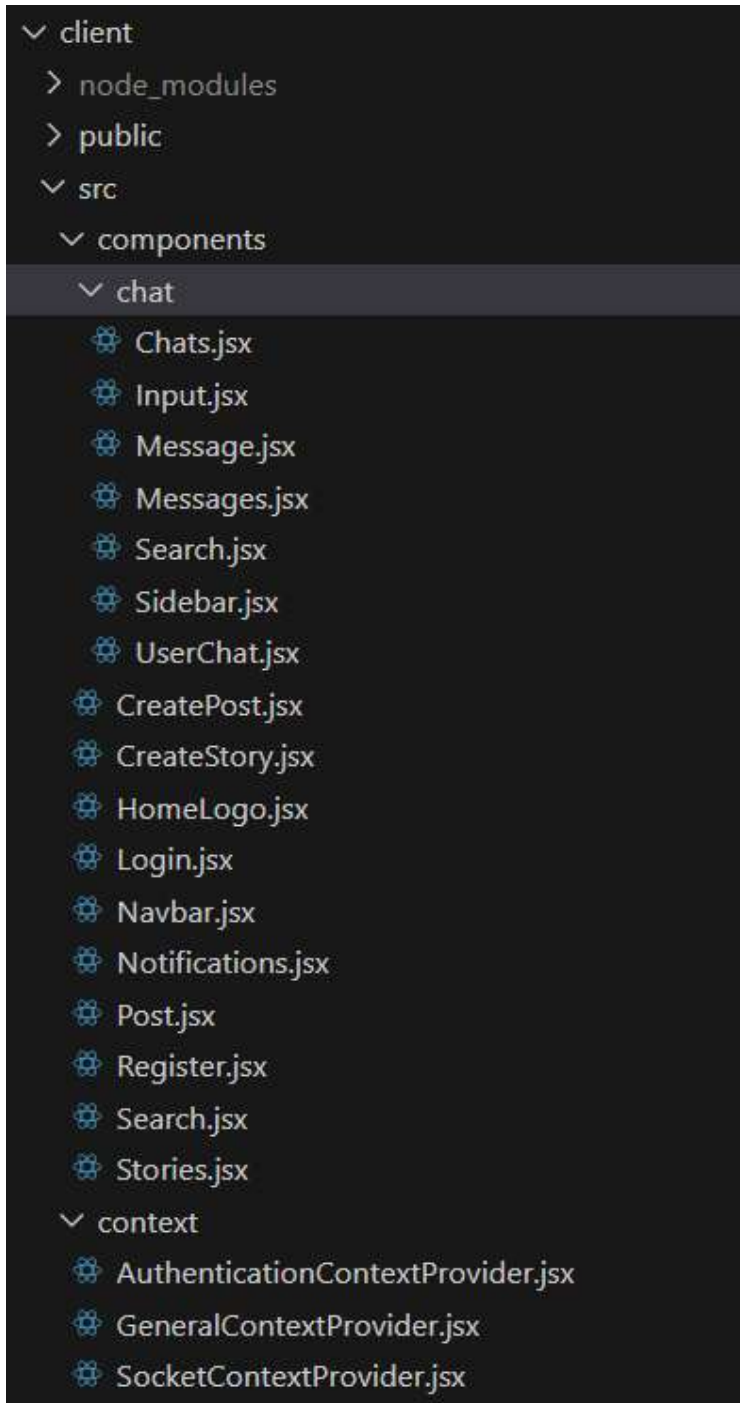 client
node_modules
public
src
components
chat
Chats.jsx
Input.jsx
Message.jsx
Messages.jsx
Search.jsx
Sidebar.jsx
UserChat.jsx
CreatePost.jsx
CreateStory.jsx
HomeLogo.jsx
Login.jsx
Navbar.jsx
Notifications.jsx
Post.jsx
Register.jsx
Search.jsx
Stories.jsx
context
AuthenticationContextProvider.jsx
GeneralContextProvider.jsx
SocketContextProvider.jsx